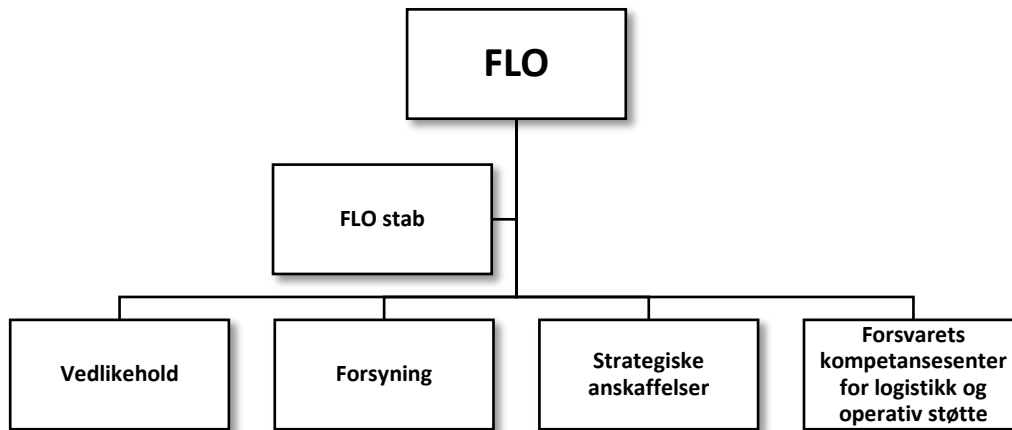 FLO
FLO stab
Vedlikehold
Forsyning
Strategiske
anskaffelser
Forsvarets
kompetansesenter
for logistikk og
operativ støtte